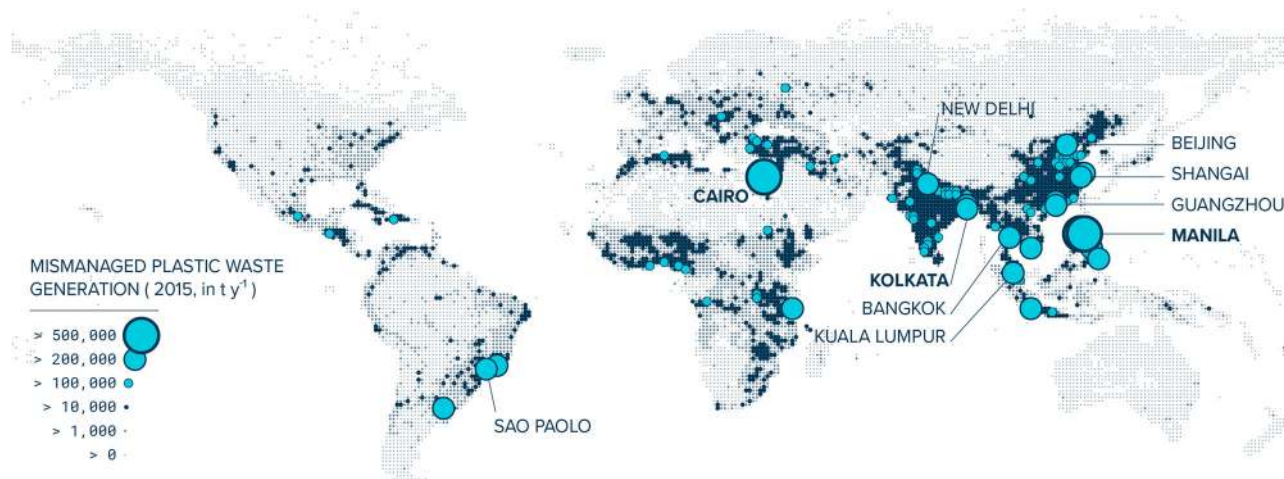 NEW DELHI
BEIJING
SHANGAI
CAIRO
GUANGZHOU
MANILA
MISMANAGED PLASTIC WASTE
GENERATION ( 2015, in t y⁻¹ )
KOLKATA
BANGKOK
KUALA LUMPUR
> 500,000
> 200,000
> 100,000
> 10,000
> 1,000
> 0
SAO PAOLO